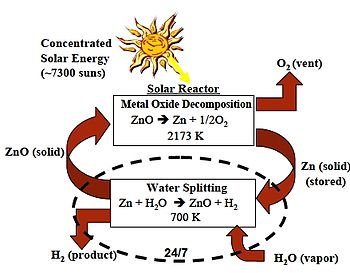 Concentrated
Solar Energy
(~7300 suns)
O₂ (vent)
Solar Reactor
Metal Oxide Decomposition
ZnO ➔ Zn + 1/2O₂
2173 K
ZnO (solid)
Zn (solid)
(stored)
Water Splitting
Zn + H₂O ➔ ZnO + H₂
700 K
H₂ (product)
24/7
H₂O (vapor)